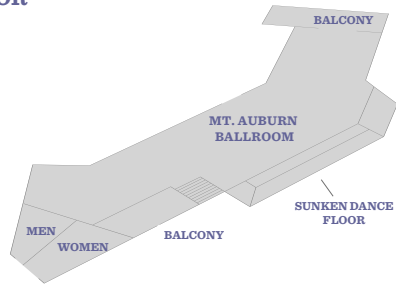 BALCONY
MT. AUBURN
BALLROOM
SUNKEN DANCE
FLOOR
MEN
WOMEN
BALCONY